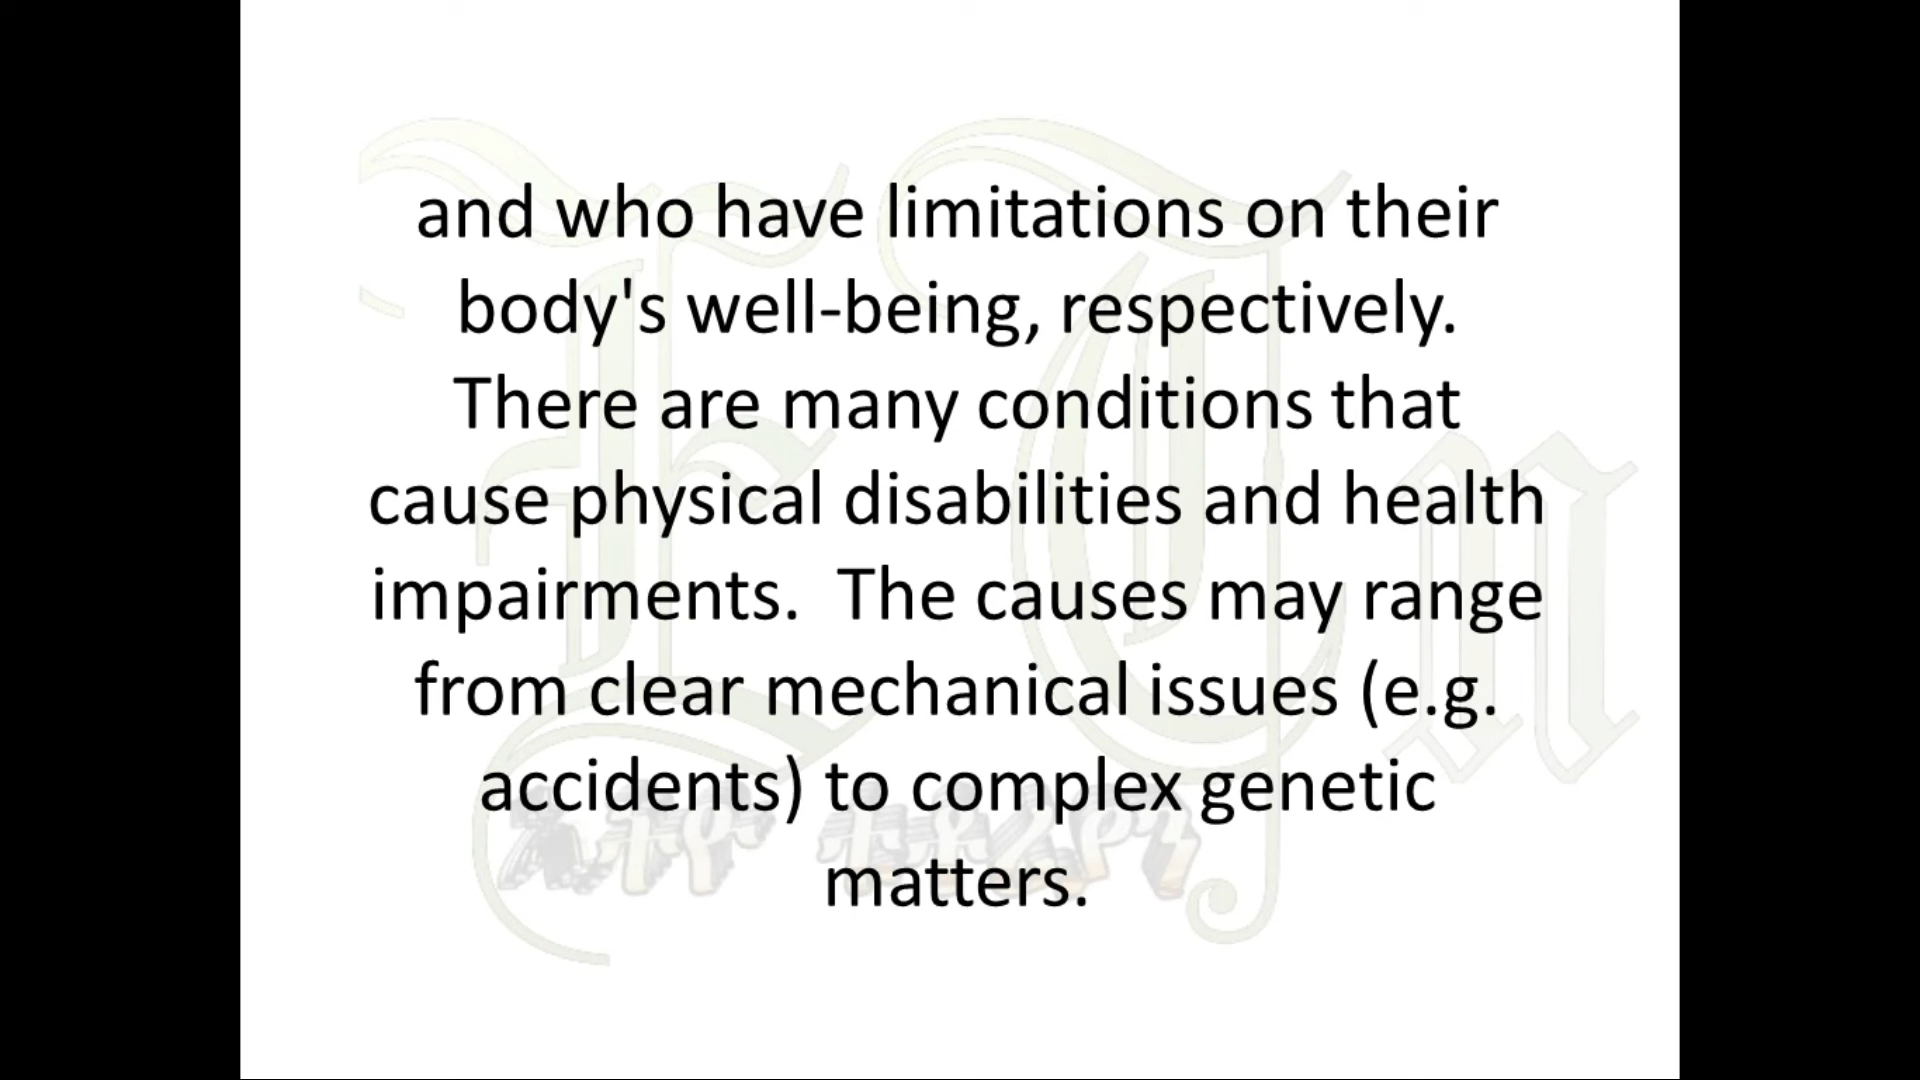 and who have limitations on their
body's well-being, respectively.
There are many conditions that
cause physical disabilities and health
impairments.  The causes may range
from clear mechanical issues (e.g.
accidents) to complex genetic
matters.